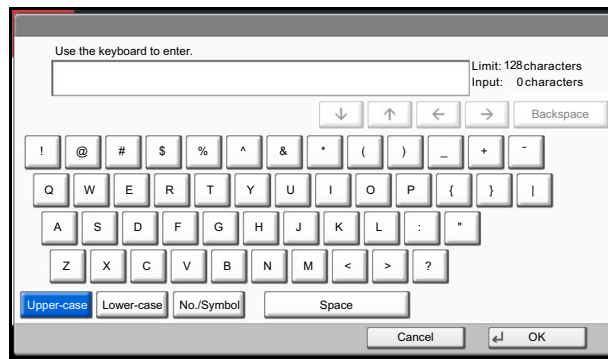 Use the keyboard to enter.
Limit: 128 characters
Input: 0 characters
↓ ↑ ← → Backspace
! @ # $ % ^ & * ( ) _ + ~
Q W E R T Y U I O P { } |
A S D F G H J K L : "
Z X C V B N M < > ?
Upper-case Lower-case No./Symbol Space
Cancel OK